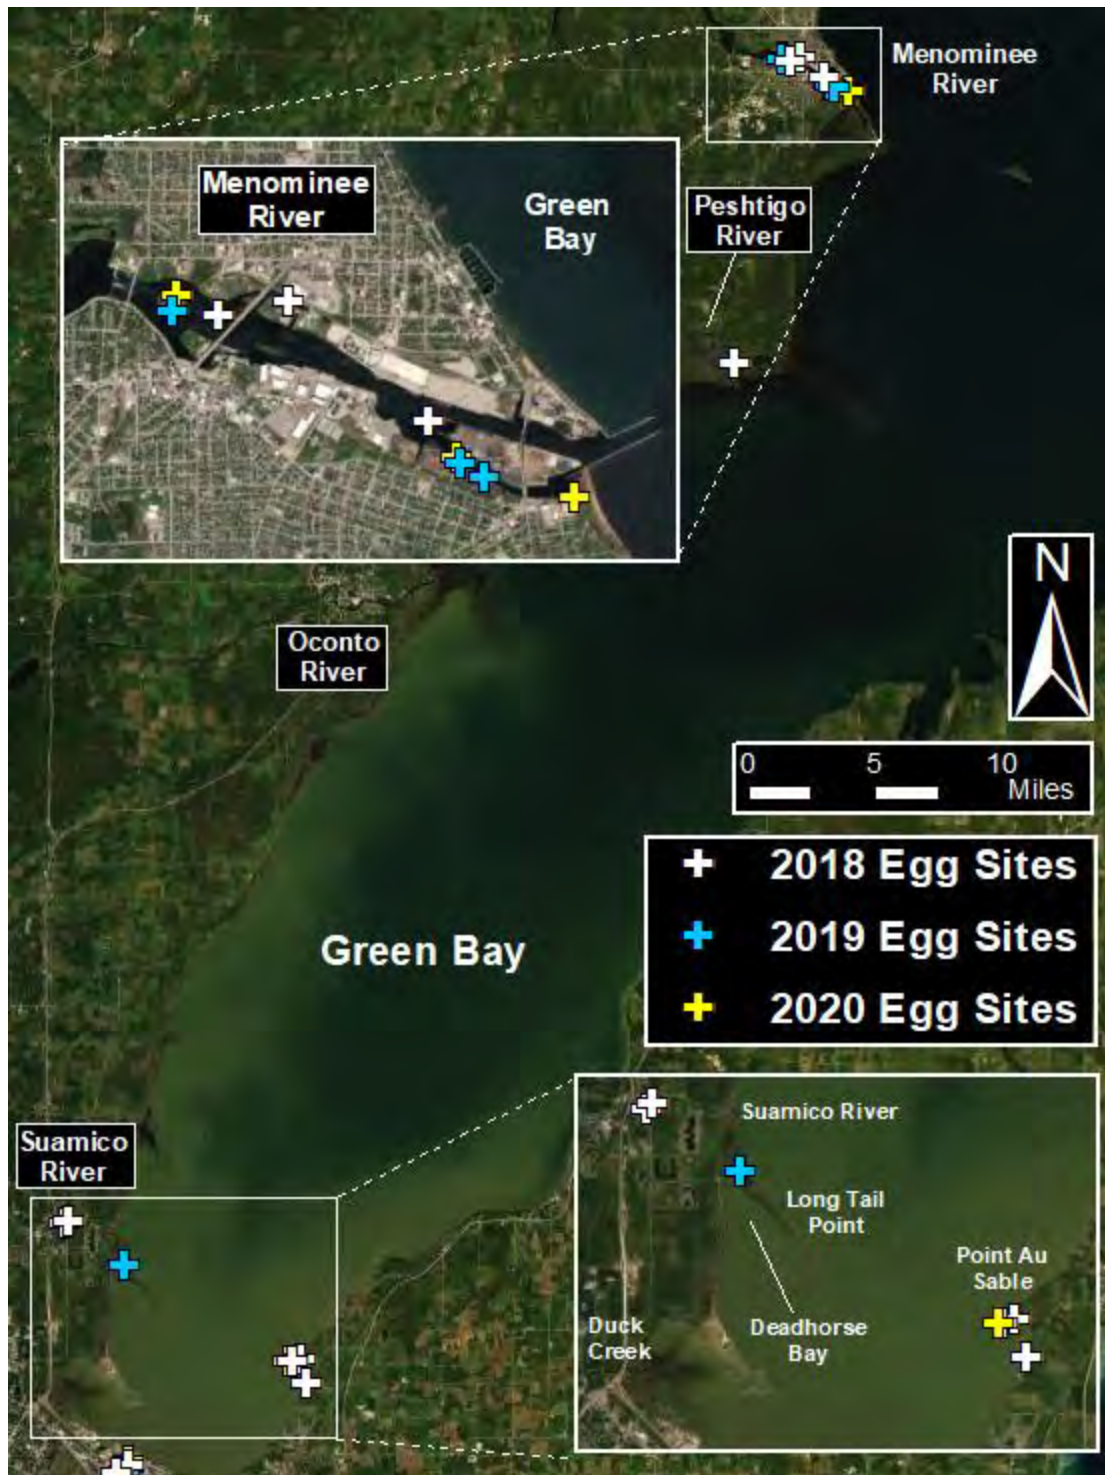 Menominee
River
Menominee
River
Green
Bay
Peshtigo
River
N
Oconto
River
0 5 10
Miles
2018 Egg Sites
2019 Egg Sites
2020 Egg Sites
Green Bay
Suamico
River
Suamico River
Long Tail
Point
Point Au
Sable
Duck
Creek
Deadhorse
Bay